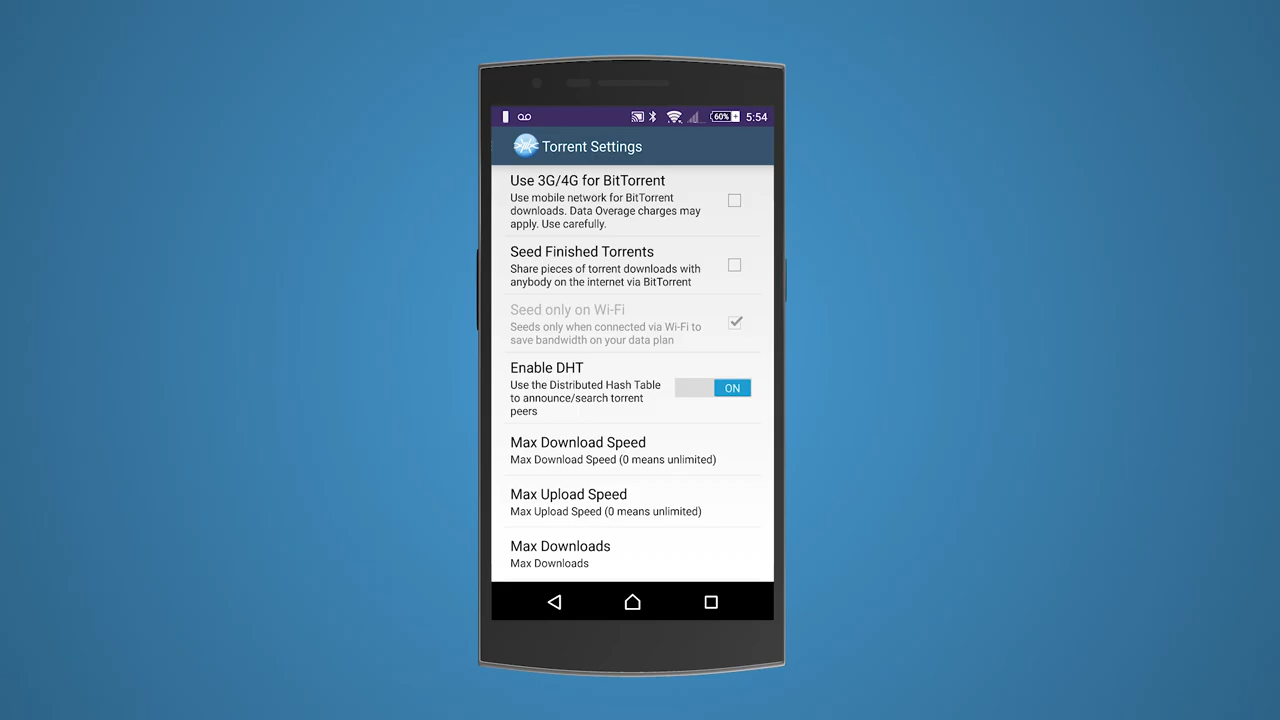 60%
5:54
Torrent Settings
Use 3G/4G for BitTorrent
Use mobile network for BitTorrent
downloads. Data Overage charges may
apply. Use carefully.
Seed Finished Torrents
Share pieces of torrent downloads with
anybody on the internet via BitTorrent
Seed only on Wi-Fi
Seeds only when connected via Wi-Fi to
save bandwidth on your data plan
Enable DHT
Use the Distributed Hash Table
to announce/search torrent
peers
ON
Max Download Speed
Max Download Speed (0 means unlimited)
Max Upload Speed
Max Upload Speed (0 means unlimited)
Max Downloads
Max Downloads